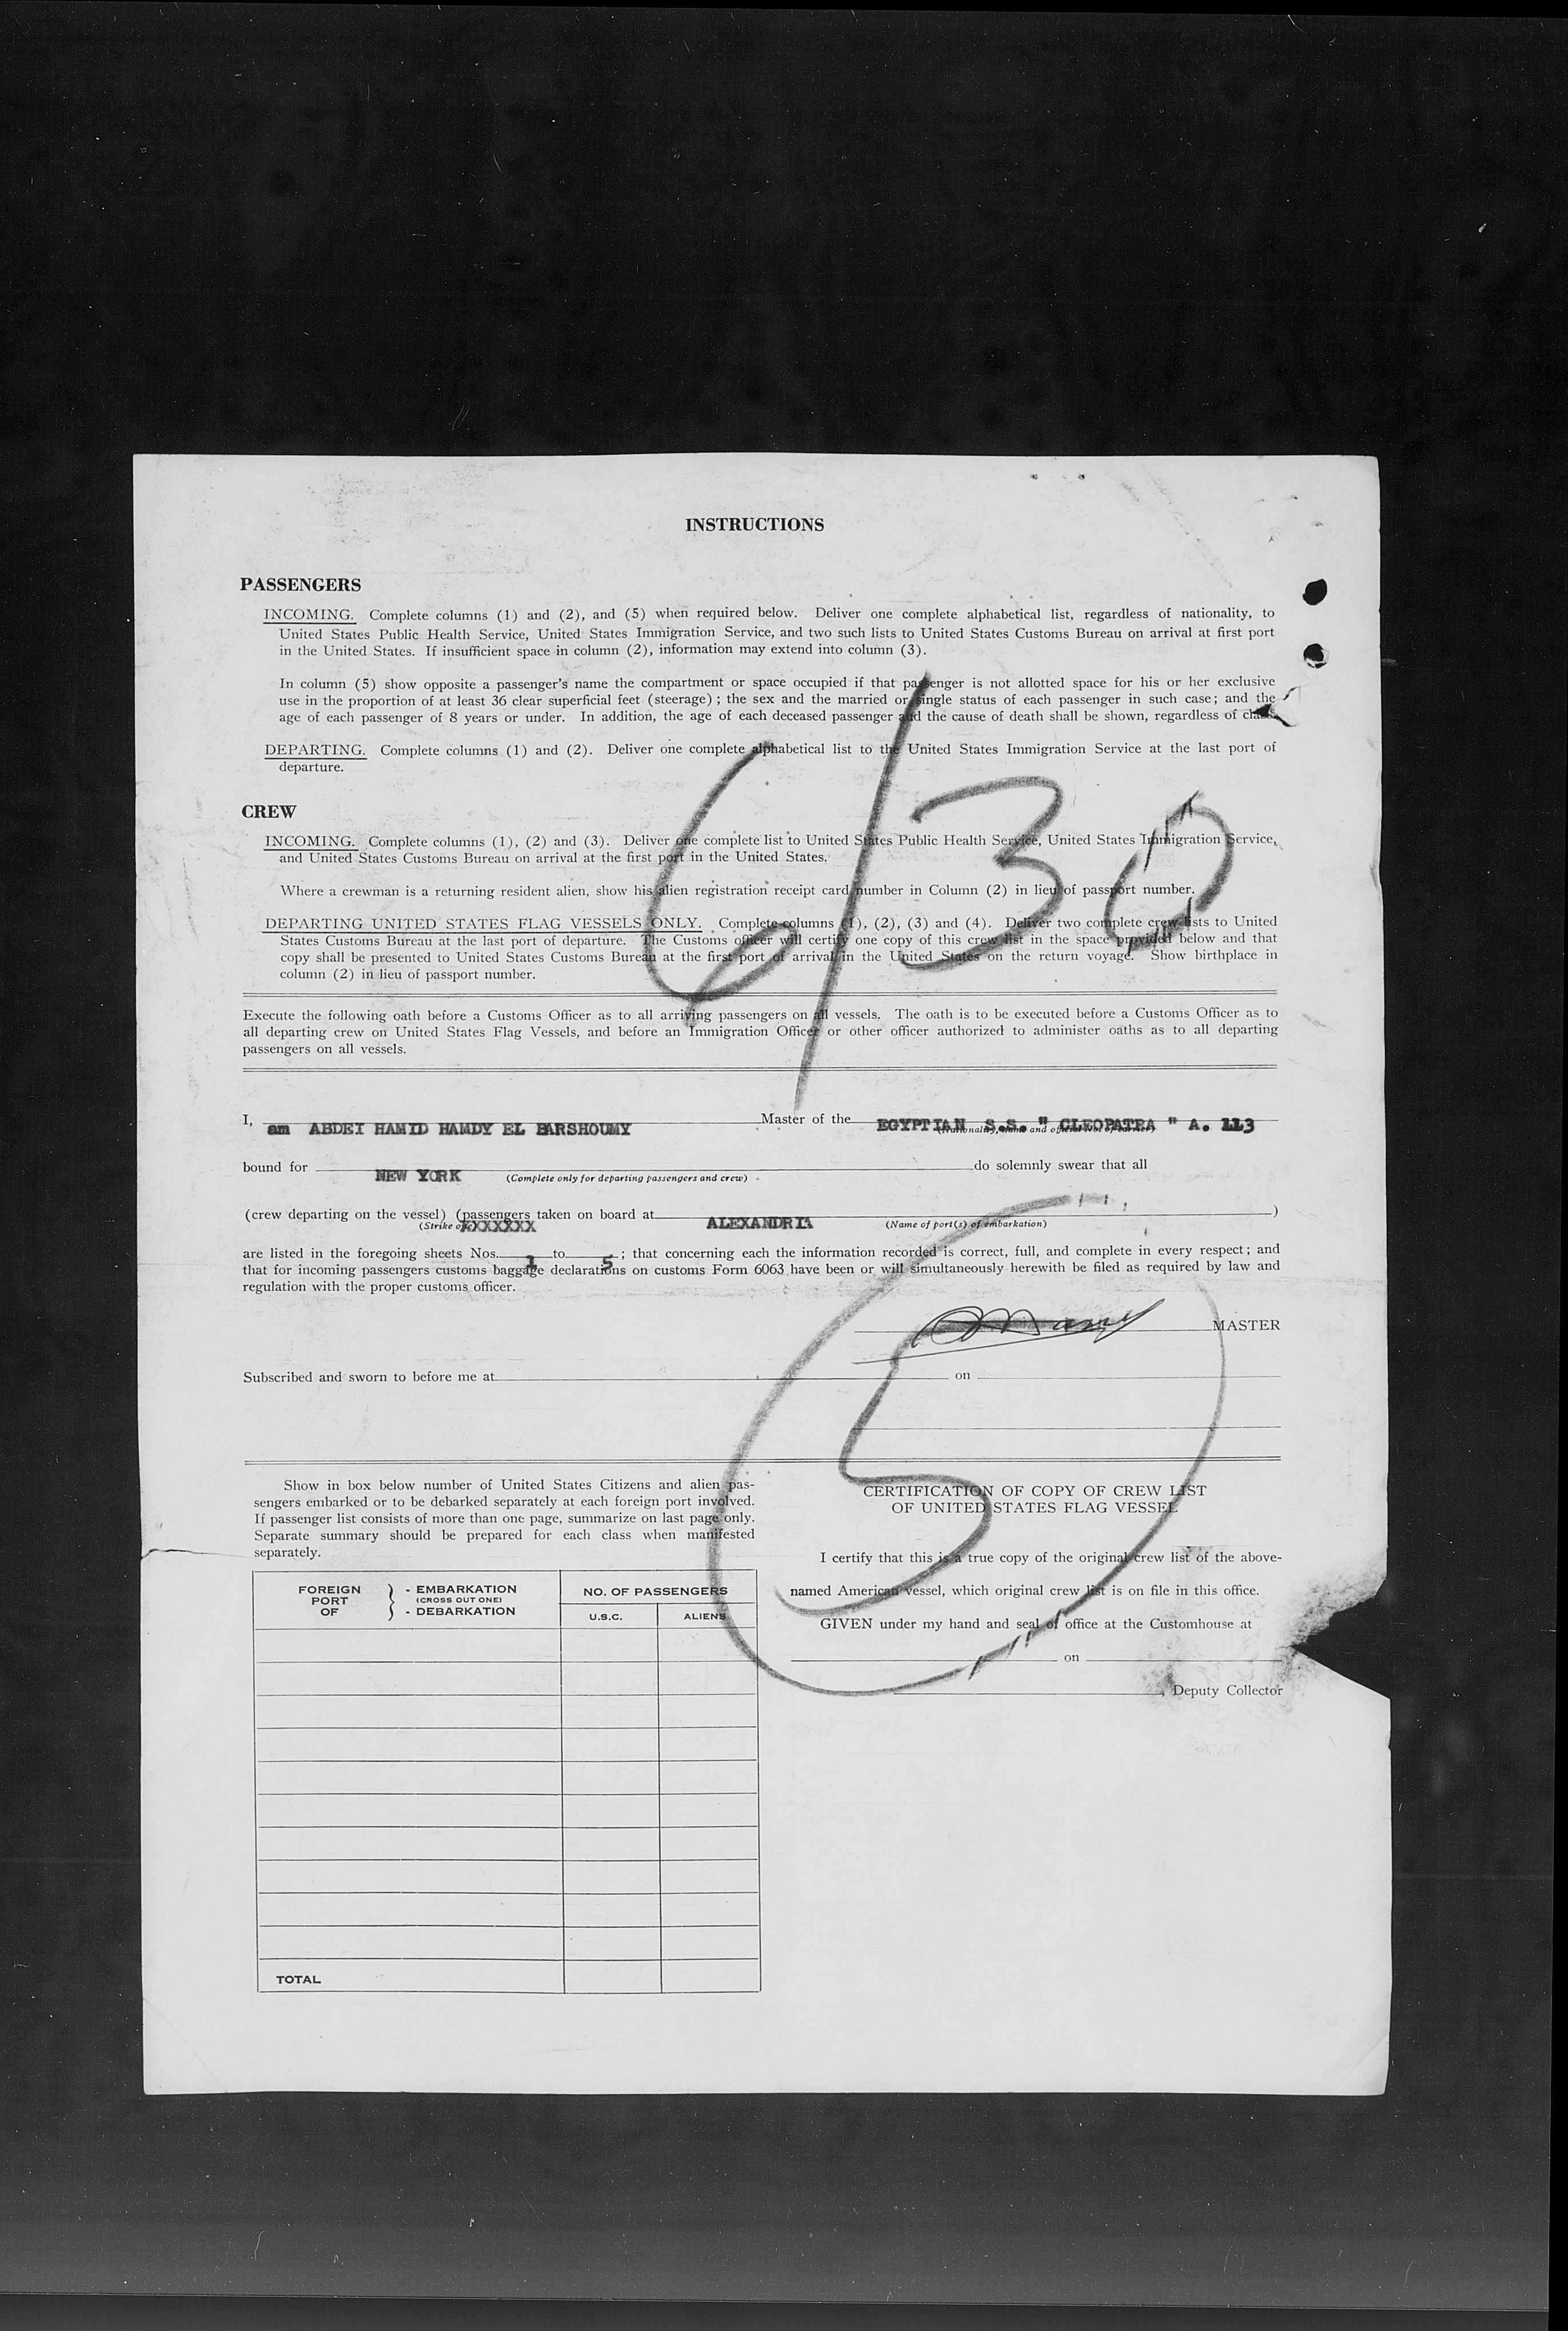 INSTRUCTIONS
PASSENGERS
INCOMING. Complete columns (1) and (2), and (5) when required below. Deliver one complete alphabetical list, regardless of nationality, to
United States Public Health Service, United States Immigration Service, and two such lists to United States Customs Bureau on arrival at first port
in the United States. If insufficient space in column (2), information may extend into column (3).
In column (5) show opposite a passenger's name the compartment or space occupied if that passenger is not allotted space for his or her exclusive
use in the proportion of at least 36 clear superficial feet (steerage); the sex and the married or single status of each passenger in such case; and the
age of each passenger of 8 years or under. In addition, the age of each deceased passenger and the cause of death shall be shown, regardless of class.
DEPARTING. Complete columns (1) and (2). Deliver one complete alphabetical list to the United States Immigration Service at the last port of
departure.
6/30
CREW
INCOMING. Complete columns (1), (2) and (3). Deliver one complete list to United States Public Health Service, United States Immigration Service,
and United States Customs Bureau on arrival at the first port in the United States.
Where a crewman is a returning resident alien, show his alien registration receipt card number in Column (2) in lieu of passport number.
DEPARTING UNITED STATES FLAG VESSELS ONLY. Complete columns (1), (2), (3) and (4). Deliver two complete crew lists to United
States Customs Bureau at the last port of departure. The Customs officer will certify one copy of this crew list in the space provided below and that
copy shall be presented to United States Customs Bureau at the first port of arrival in the United States on the return voyage. Show birthplace in
column (2) in lieu of passport number.
Execute the following oath before a Customs Officer as to all arriving passengers on all vessels. The oath is to be executed before a Customs Officer as to
all departing crew on United States Flag Vessels, and before an Immigration Officer or other officer authorized to administer oaths as to all departing
passengers on all vessels.
I, am ABDEI HAMID HAMDY EL BARSHOUMY Master of the EGYPTIAN S.S. " CLEOPATRA " A. 113
bound for NEW YORK do solemnly swear that all
(Complete only for departing passengers and crew)
(crew departing on the vessel) (passengers taken on board at ALEXANDRIA )
(Strike one) XXXXXXX (Name of port(s) of embarkation)
are listed in the foregoing sheets Nos. 1 to 5 ; that concerning each the information recorded is correct, full, and complete in every respect; and
that for incoming passengers customs baggage declarations on customs Form 6063 have been or will simultaneously herewith be filed as required by law and
regulation with the proper customs officer.
MASTER
Subscribed and sworn to before me at on
5
Show in box below number of United States Citizens and alien pas-
sengers embarked or to be debarked separately at each foreign port involved.
If passenger list consists of more than one page, summarize on last page only.
Separate summary should be prepared for each class when manifested
separately.
FOREIGN PORT OF } - EMBARKATION (CROSS OUT ONE) - DEBARKATION
NO. OF PASSENGERS
U.S.C. ALIENS
TOTAL
CERTIFICATION OF COPY OF CREW LIST
OF UNITED STATES FLAG VESSEL
I certify that this is a true copy of the original crew list of the above-
named American vessel, which original crew list is on file in this office.
GIVEN under my hand and seal of office at the Customhouse at
on
, Deputy Collector